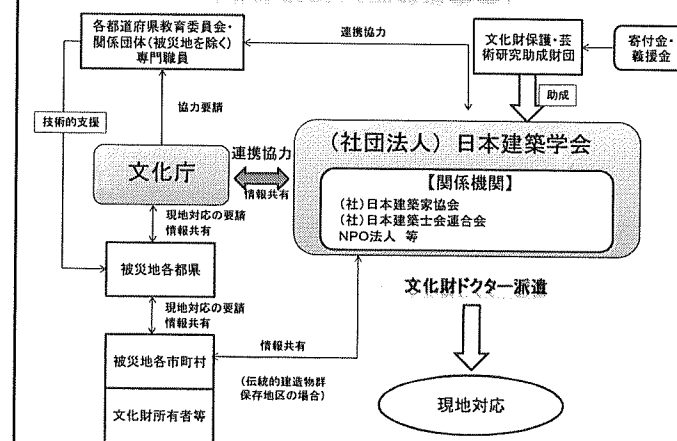 各都道府県教育委員会・
関係団体(被災地を除く)
専門職員
連携協力
文化財保護・芸
術研究助成財団
寄付金・
義援金
助成
技術的支援
協力要請
文化庁
連携協力
情報共有
(社団法人)日本建築学会
【関係機関】
(社)日本建築家協会
(社)日本建築士会連合会
NPO法人 等
現地対応の要請
情報共有
被災地各都県
文化財ドクター派遣
現地対応の要請
情報共有
被災地各市町村
情報共有
(伝統的建造物群
保存地区の場合)
文化財所有者等
現地対応